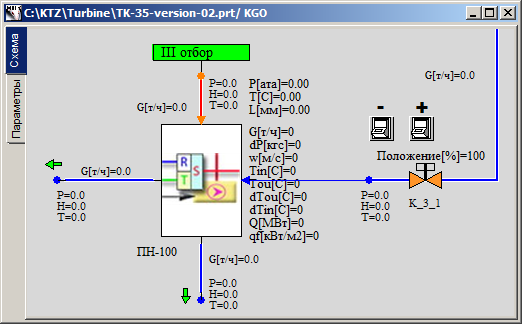 C:\KTZ\Turbine\TK-35-version-02.prt/ KGO
Схема
Параметры
III отбор
P=0.0
H=0.0
T=0.0
G[т/ч]=0.0
P[ата]=0.00
T[C]=0.00
L[мм]=0.00
G[т/ч]=0.0
- +
G[т/ч]=0
dP[кгс]=0
w[м/с]=0
Tin[C]=0
Tou[C]=0
dTou[C]=0
dTin[C]=0
Q[МВт]=0
qf[кВт/м2]=0
R
S
T
Положение[%]=100
G[т/ч]=0.0
P=0.0
H=0.0
T=0.0
P=0.0
H=0.0
T=0.0
K_3_1
ПН-100
G[т/ч]=0.0
P=0.0
H=0.0
T=0.0